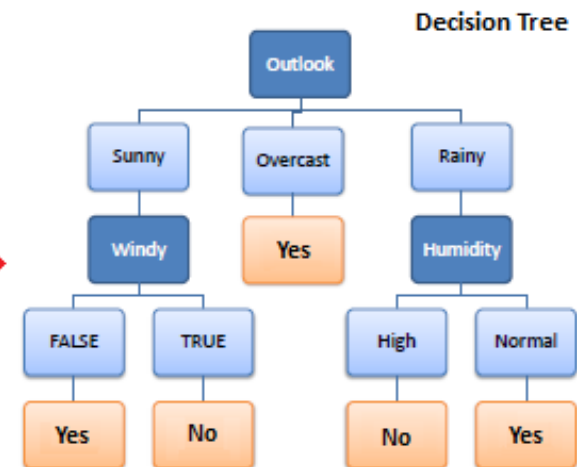 Decision Tree
Outlook
Sunny
Overcast
Rainy
Windy
Yes
Humidity
FALSE
TRUE
High
Normal
Yes
No
No
Yes